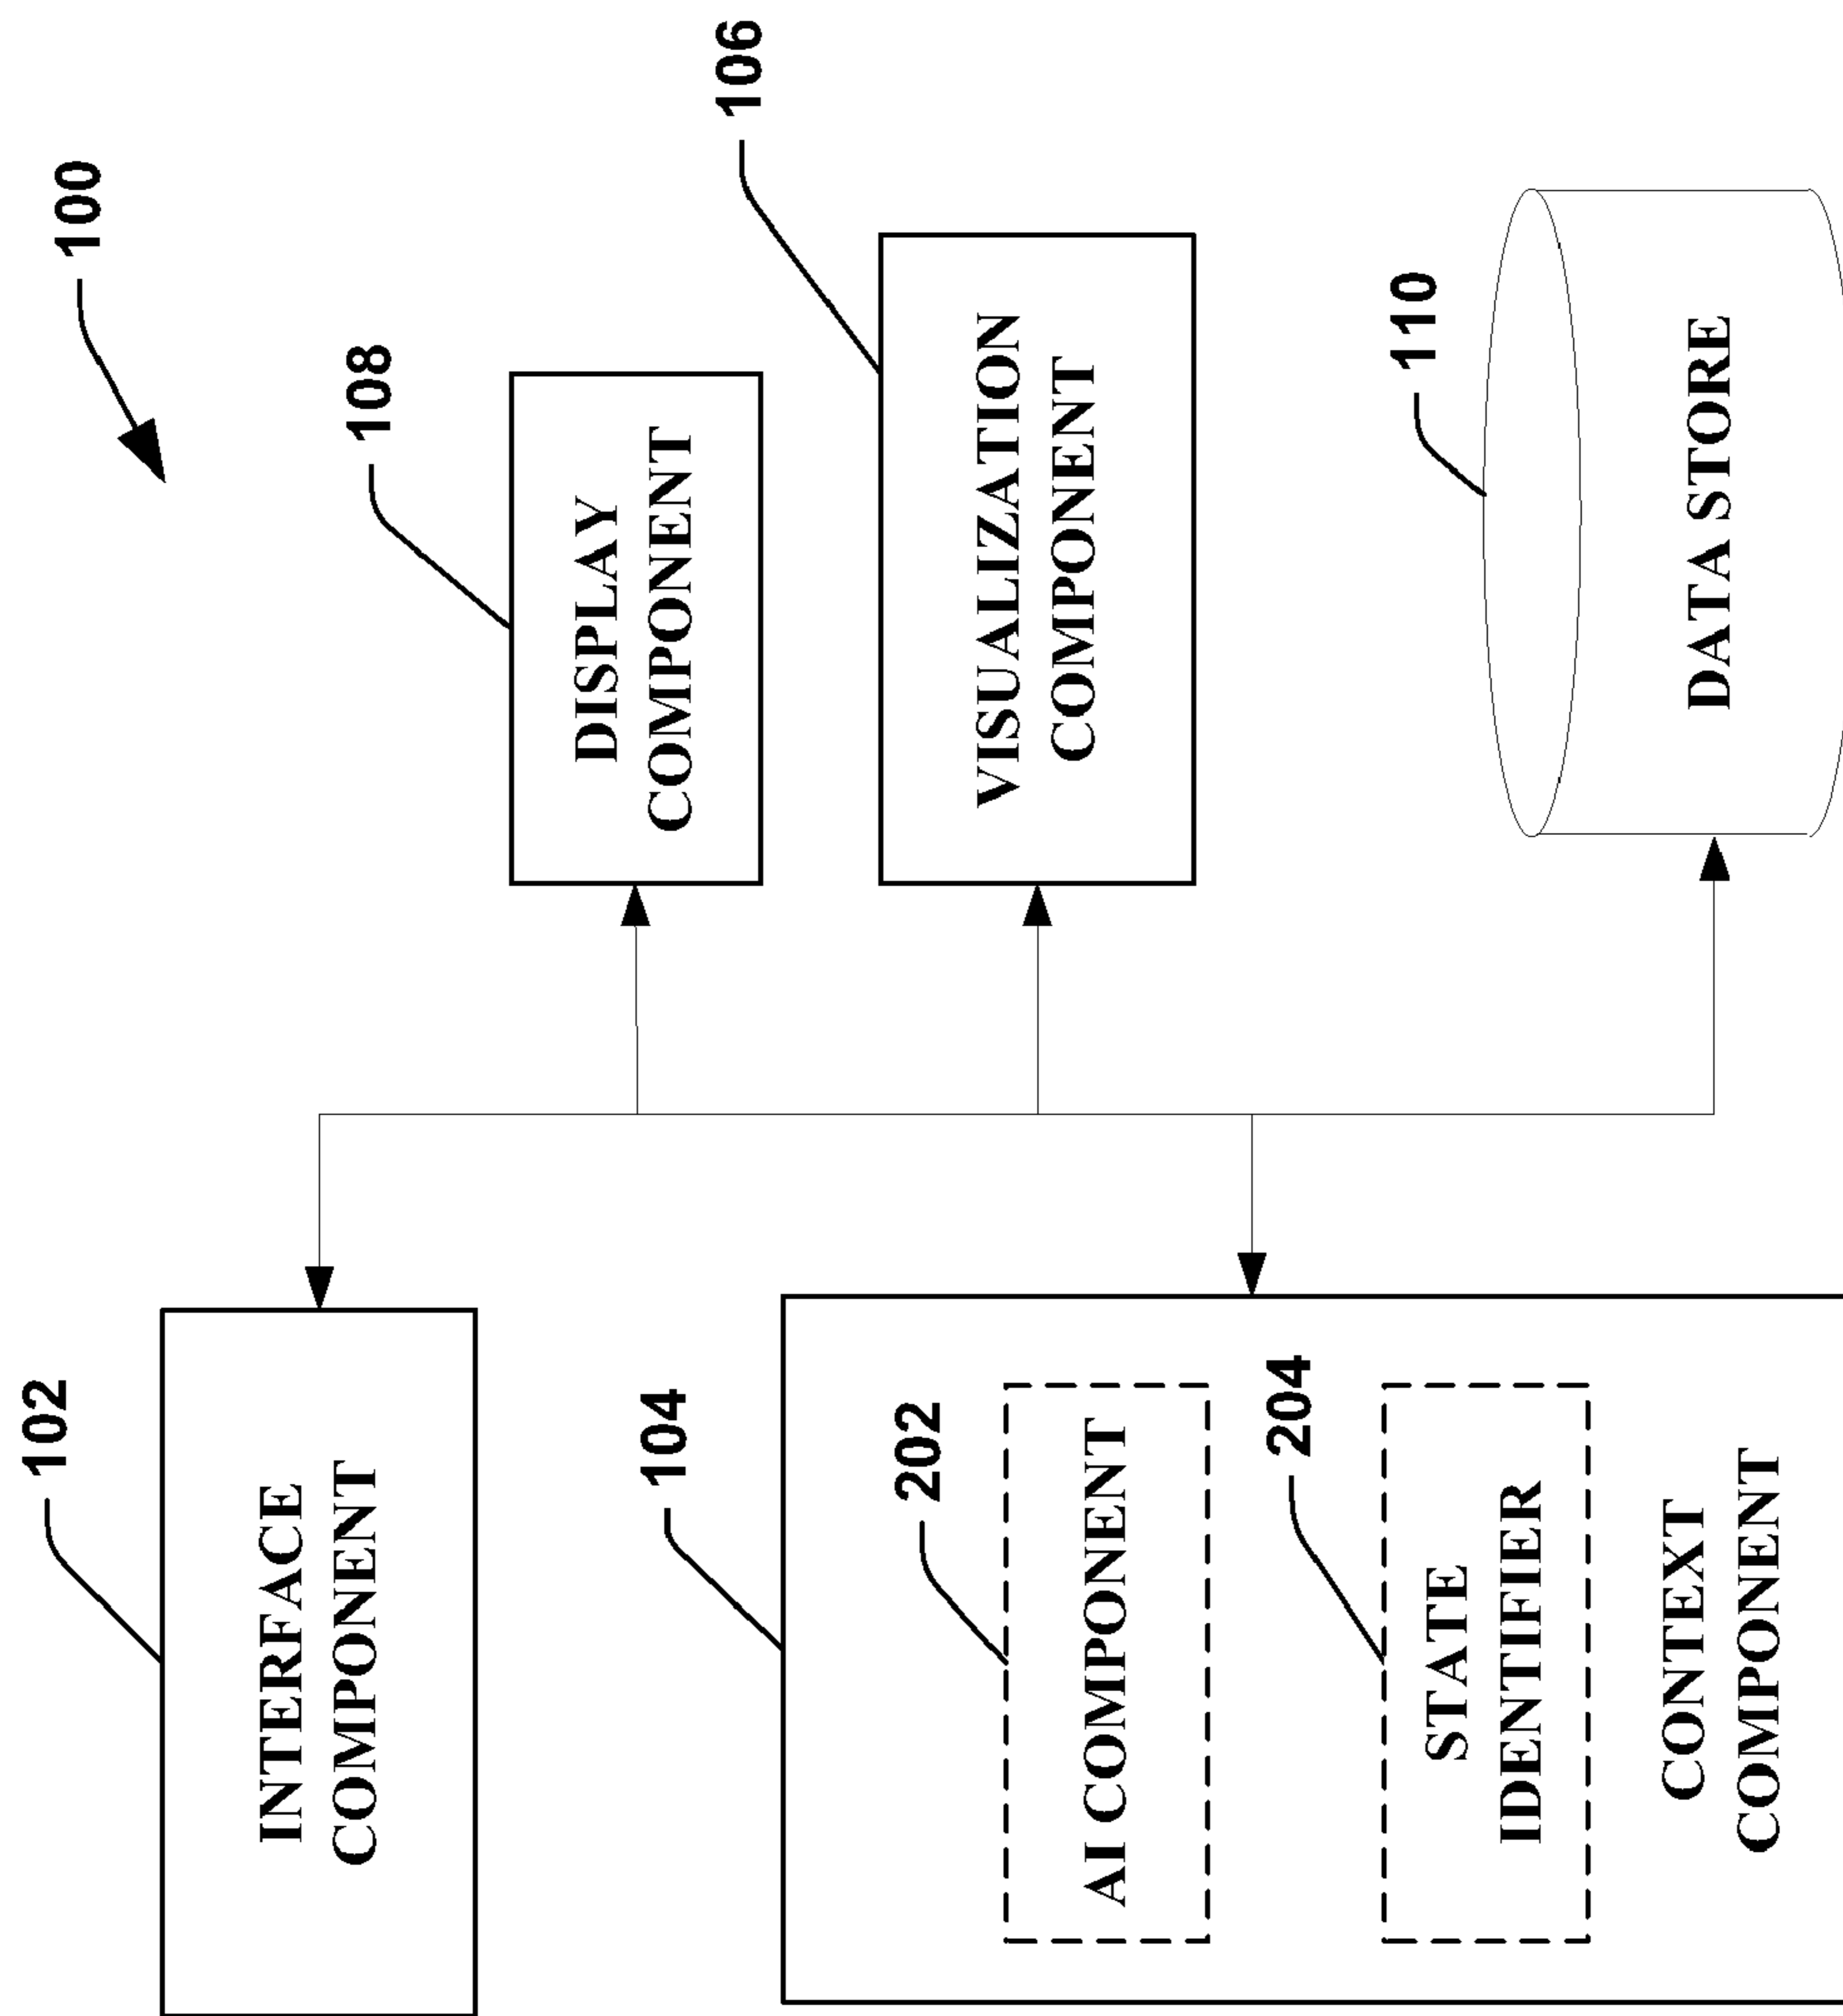 100
102
INTERFACE
COMPONENT
108
DISPLAY
COMPONENT
104
202
AI COMPONENT
204
STATE
IDENTIFIER
CONTEXT
COMPONENT
106
VISUALIZATION
COMPONENT
110
DATA STORE